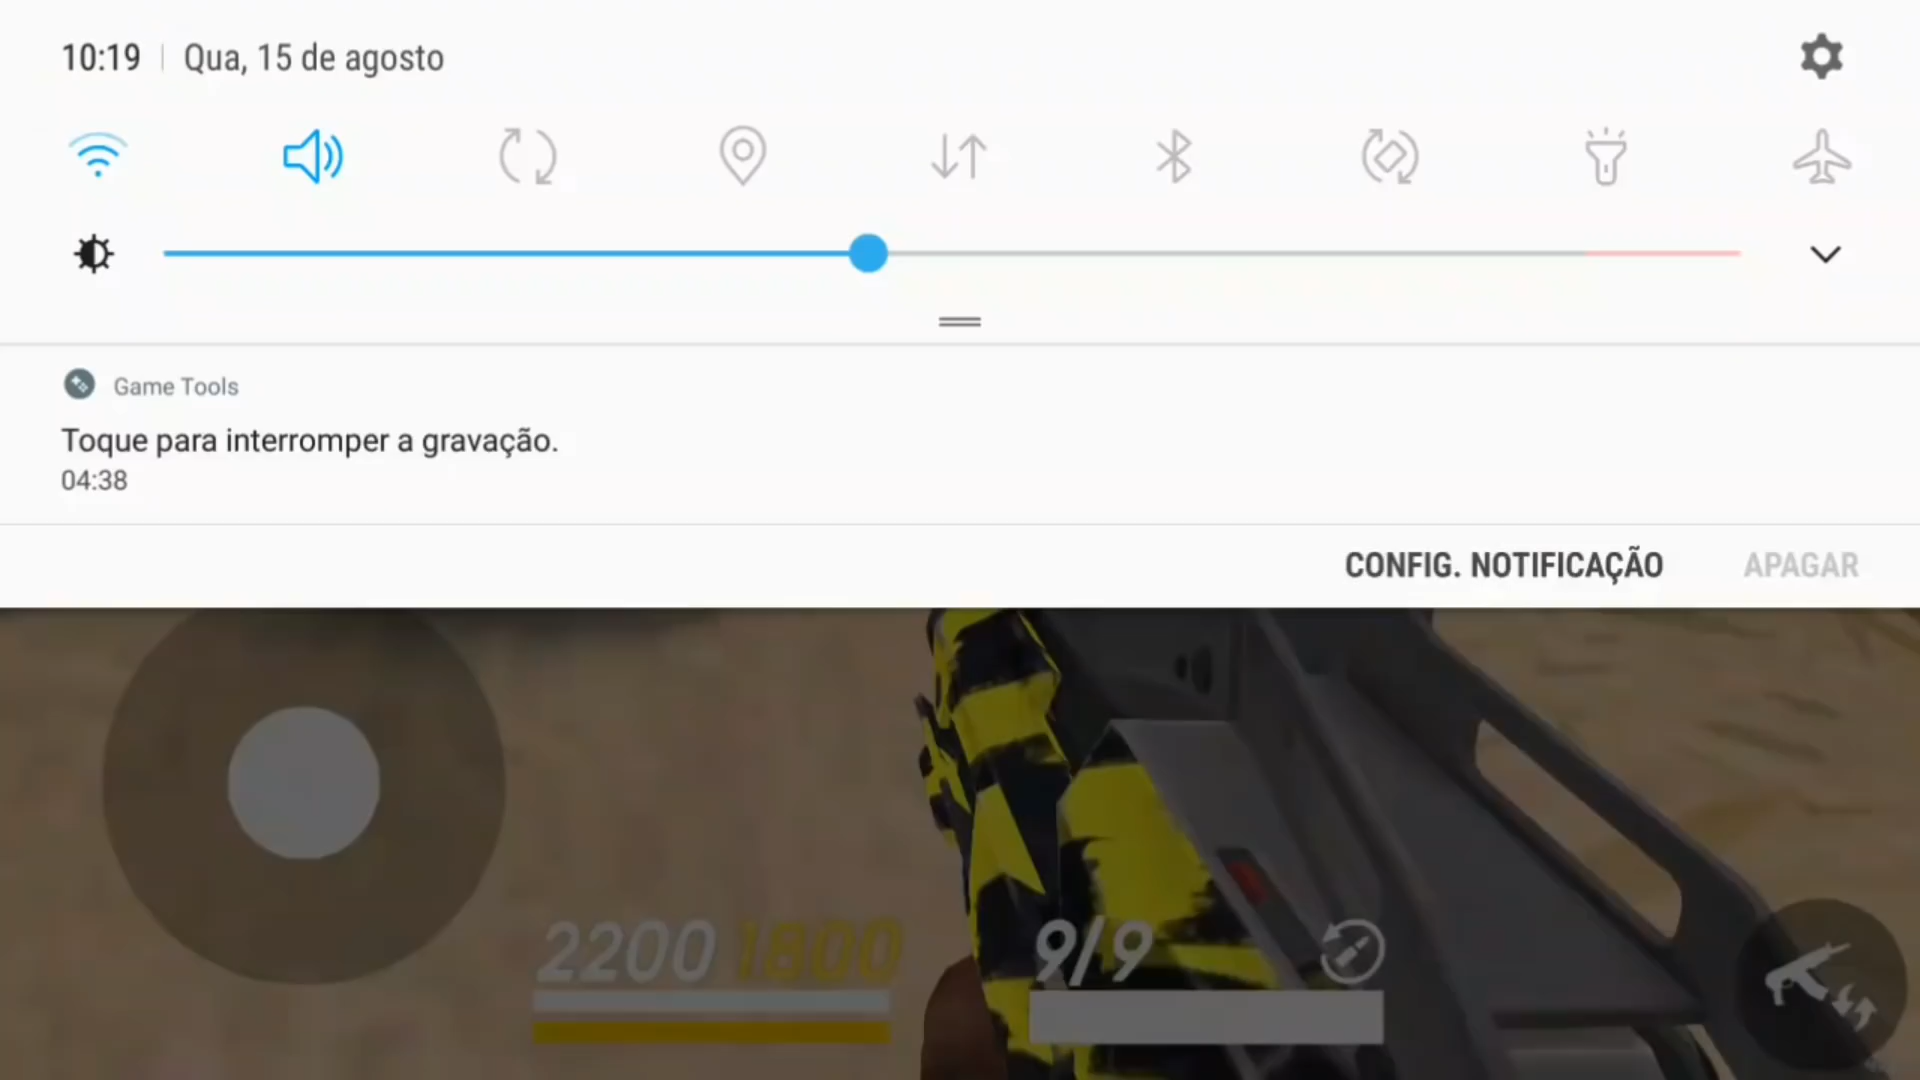 10:19 | Qua, 15 de agosto
Game Tools
Toque para interromper a gravação.
04:38
CONFIG. NOTIFICAÇÃO APAGAR
2200 1800 9/9